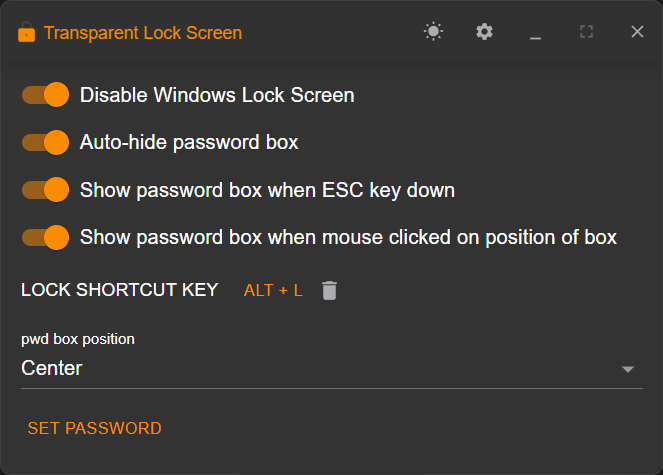 Transparent Lock Screen
Disable Windows Lock Screen
Auto-hide password box
Show password box when ESC key down
Show password box when mouse clicked on position of box
LOCK SHORTCUT KEY ALT + L
pwd box position
Center
SET PASSWORD